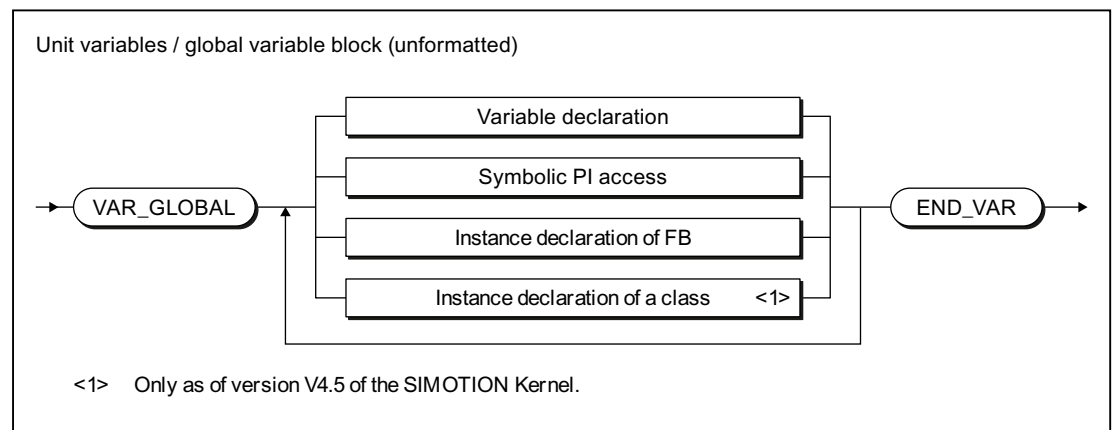 Unit variables / global variable block (unformatted)
Variable declaration
Symbolic PI access
VAR_GLOBAL
END_VAR
Instance declaration of FB
Instance declaration of a class <1>
<1> Only as of version V4.5 of the SIMOTION Kernel.